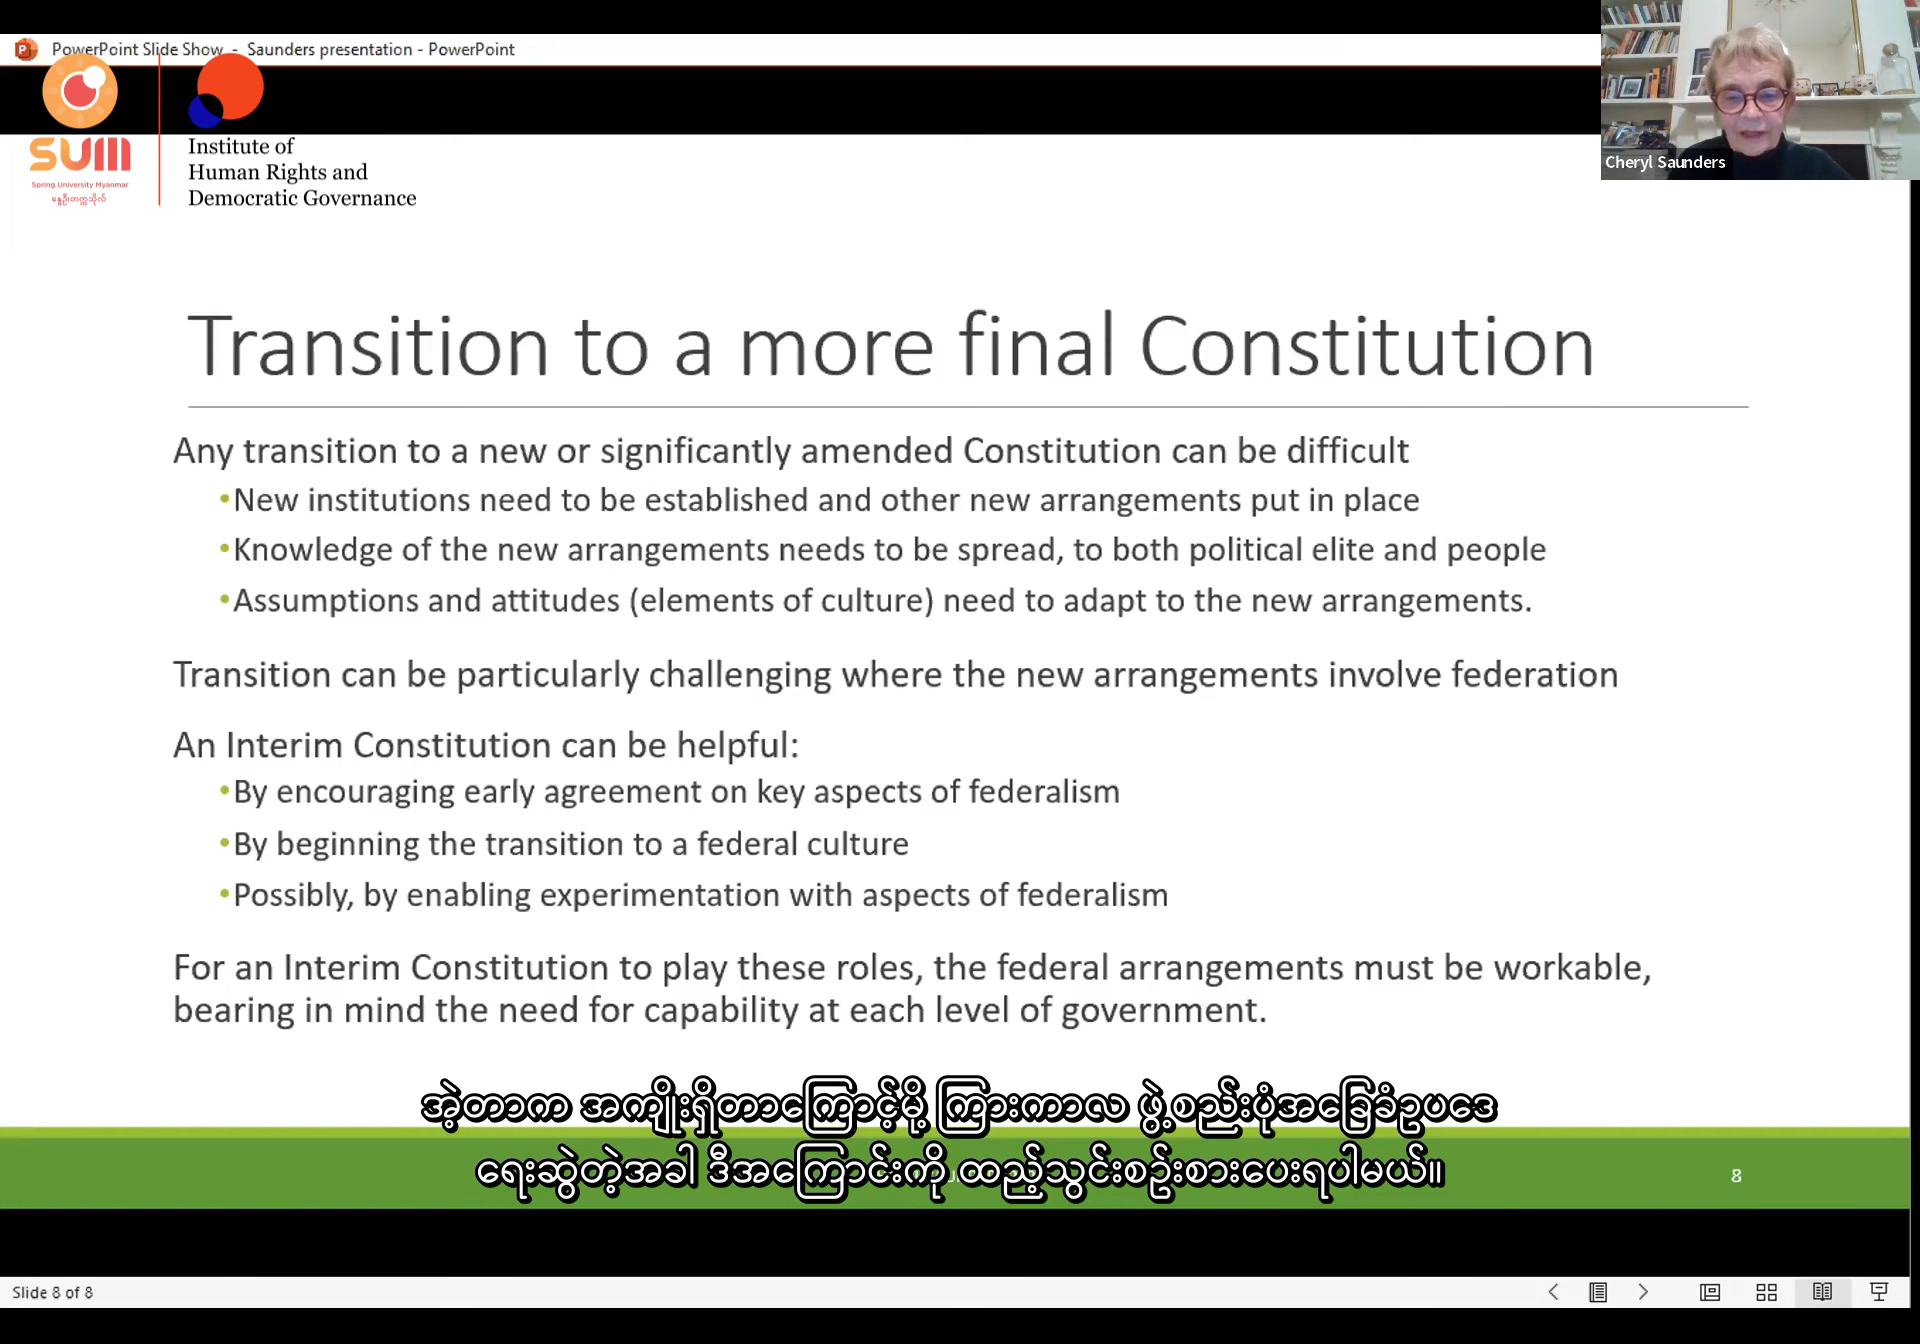 PowerPoint Slide Show - Saunders presentation - PowerPoint
SUM
Spring University Myanmar
နွေဦးတက္ကသိုလ်
Institute of
Human Rights and
Democratic Governance
Cheryl Saunders
Transition to a more final Constitution
Any transition to a new or significantly amended Constitution can be difficult
•New institutions need to be established and other new arrangements put in place
•Knowledge of the new arrangements needs to be spread, to both political elite and people
•Assumptions and attitudes (elements of culture) need to adapt to the new arrangements.
Transition can be particularly challenging where the new arrangements involve federation
An Interim Constitution can be helpful:
•By encouraging early agreement on key aspects of federalism
•By beginning the transition to a federal culture
•Possibly, by enabling experimentation with aspects of federalism
For an Interim Constitution to play these roles, the federal arrangements must be workable,
bearing in mind the need for capability at each level of government.
အဲ့တာက အကျိုးရှိတာကြောင့်မို့ ကြားကာလ ဖွဲ့စည်းပုံအခြေခံဥပဒေ
ရေးဆွဲတဲ့အခါ ဒီအကြောင်းကို ထည့်သွင်းစဉ်းစားပေးရပါမယ်။
8
Slide 8 of 8